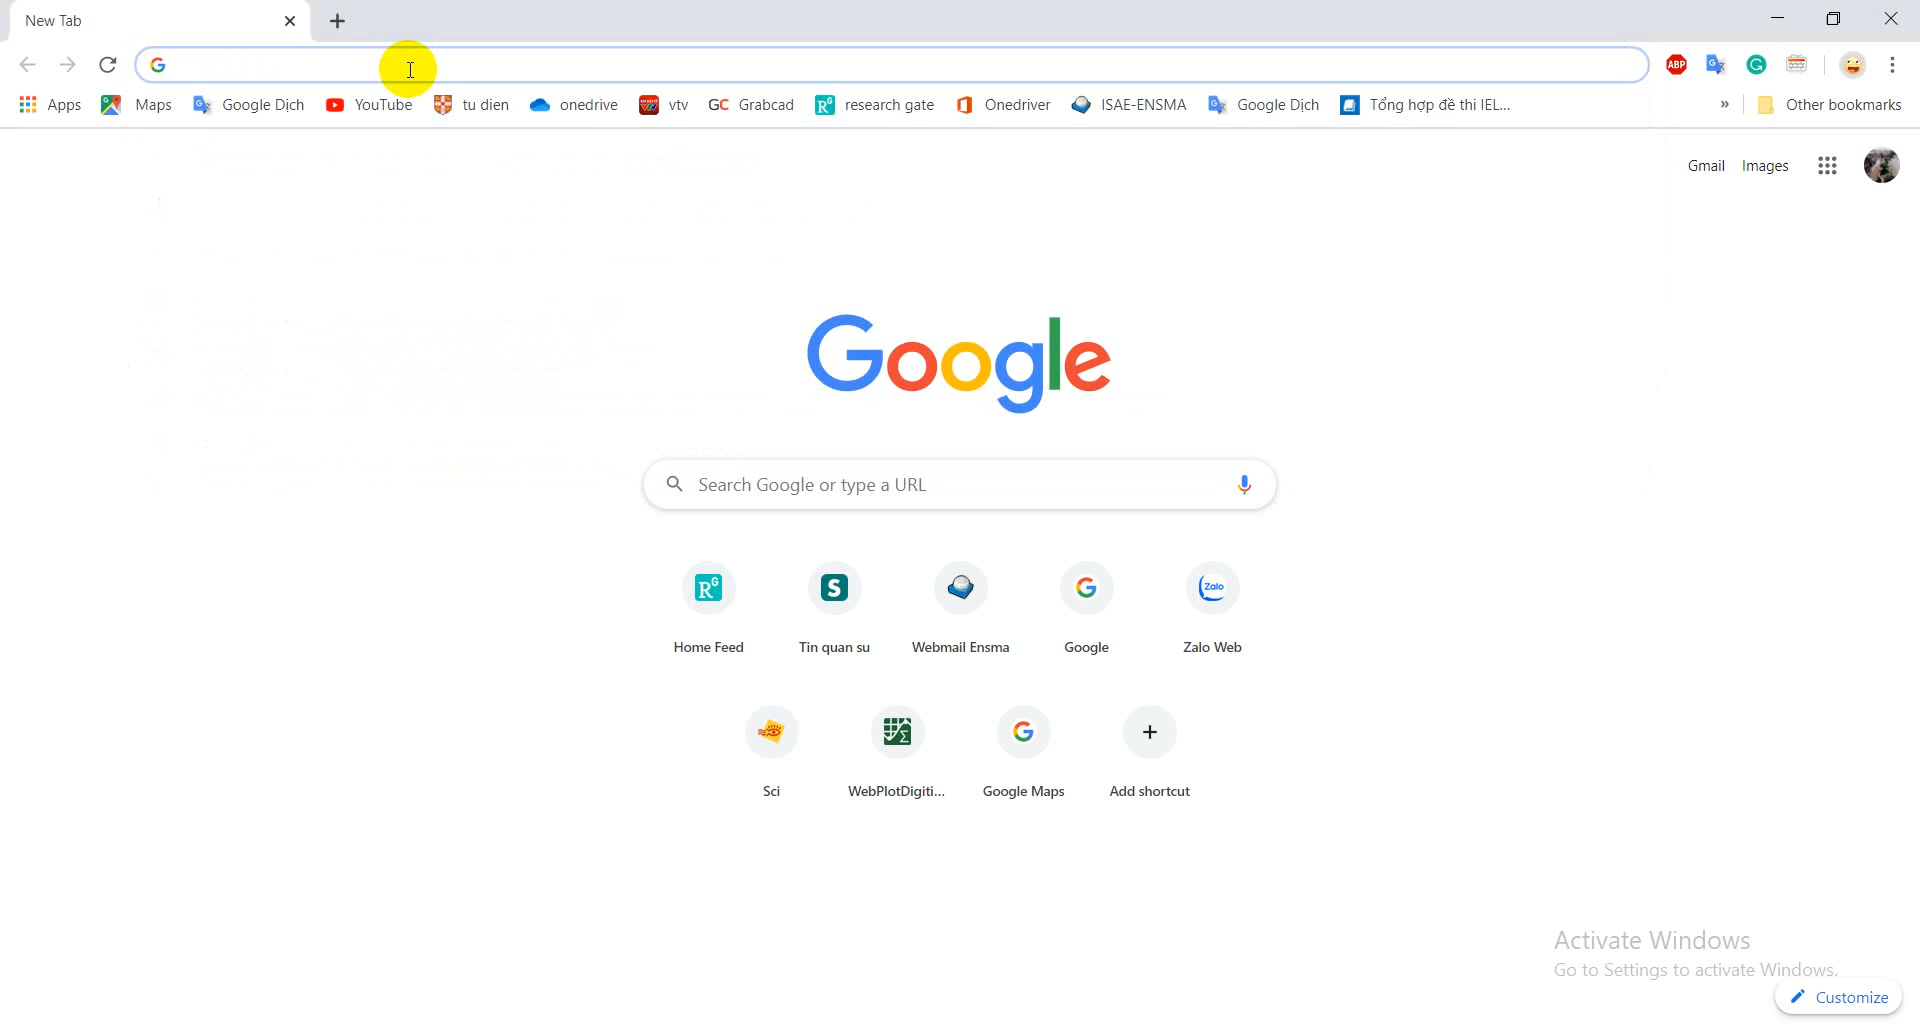 New Tab
Apps Maps Google Dịch YouTube tu dien onedrive vtv GC Grabcad research gate Onedriver ISAE-ENSMA Google Dịch Tổng hợp đề thi IEL... » Other bookmarks
Gmail Images
Google
Search Google or type a URL
Home Feed Tin quan su Webmail Ensma Google Zalo Web
Sci WebPlotDigiti... Google Maps Add shortcut
Activate Windows
Go to Settings to activate Windows.
Customize